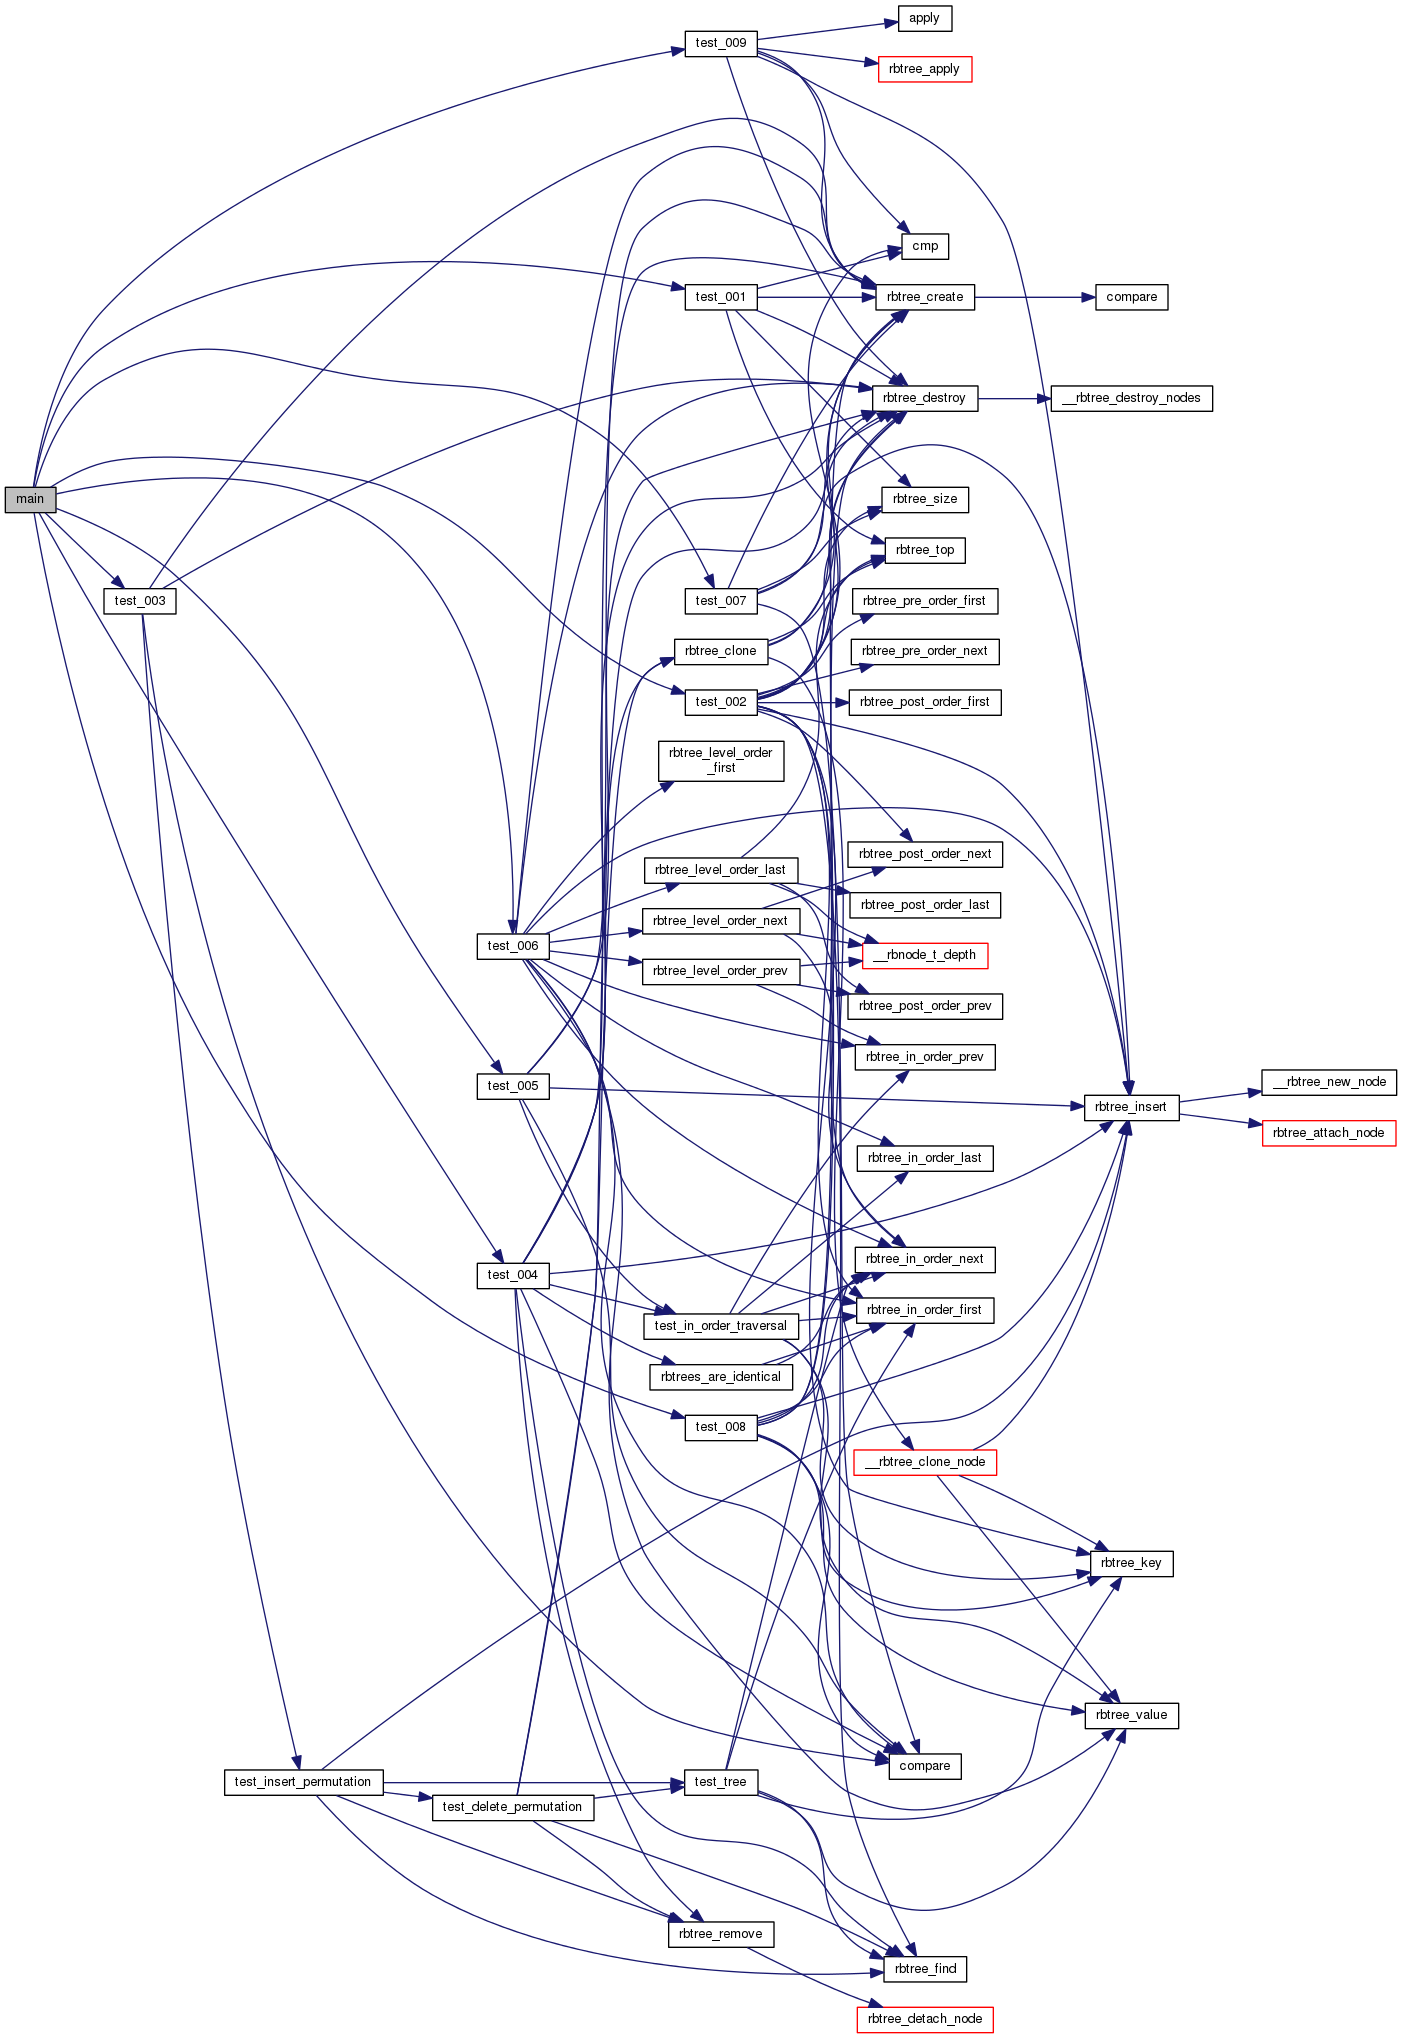 apply
test_009
rbtree_apply
cmp
test_001
rbtree_create
compare
rbtree_destroy
__rbtree_destroy_nodes
main
rbtree_size
rbtree_top
test_003
test_007
rbtree_pre_order_first
rbtree_clone
rbtree_pre_order_next
test_002
rbtree_post_order_first
rbtree_level_order
_first
rbtree_post_order_next
rbtree_level_order_last
rbtree_post_order_last
rbtree_level_order_next
test_006
__rbnode_t_depth
rbtree_level_order_prev
rbtree_post_order_prev
rbtree_in_order_prev
test_005
__rbtree_new_node
rbtree_insert
rbtree_attach_node
rbtree_in_order_last
rbtree_in_order_next
test_004
rbtree_in_order_first
test_in_order_traversal
rbtrees_are_identical
test_008
__rbtree_clone_node
rbtree_key
rbtree_value
compare
test_insert_permutation
test_tree
test_delete_permutation
rbtree_remove
rbtree_find
rbtree_detach_node